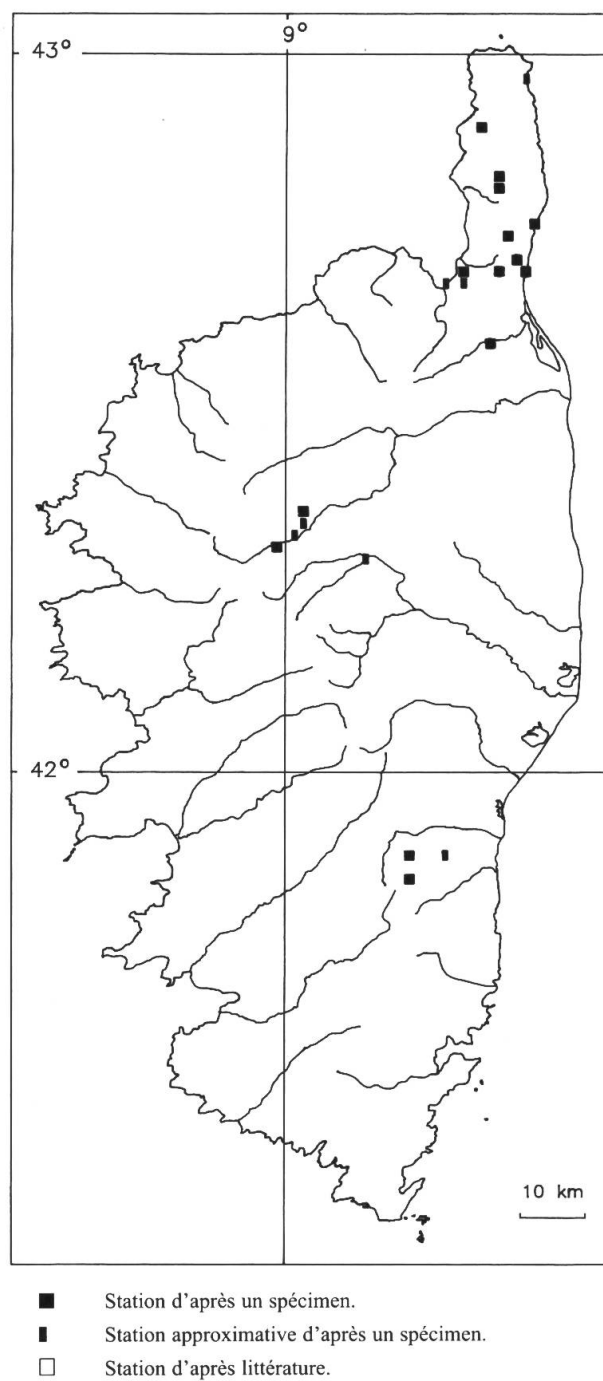 9°
43°
42°
10 km
Station d'après un spécimen.
Station approximative d'après un spécimen.
Station d'après littérature.